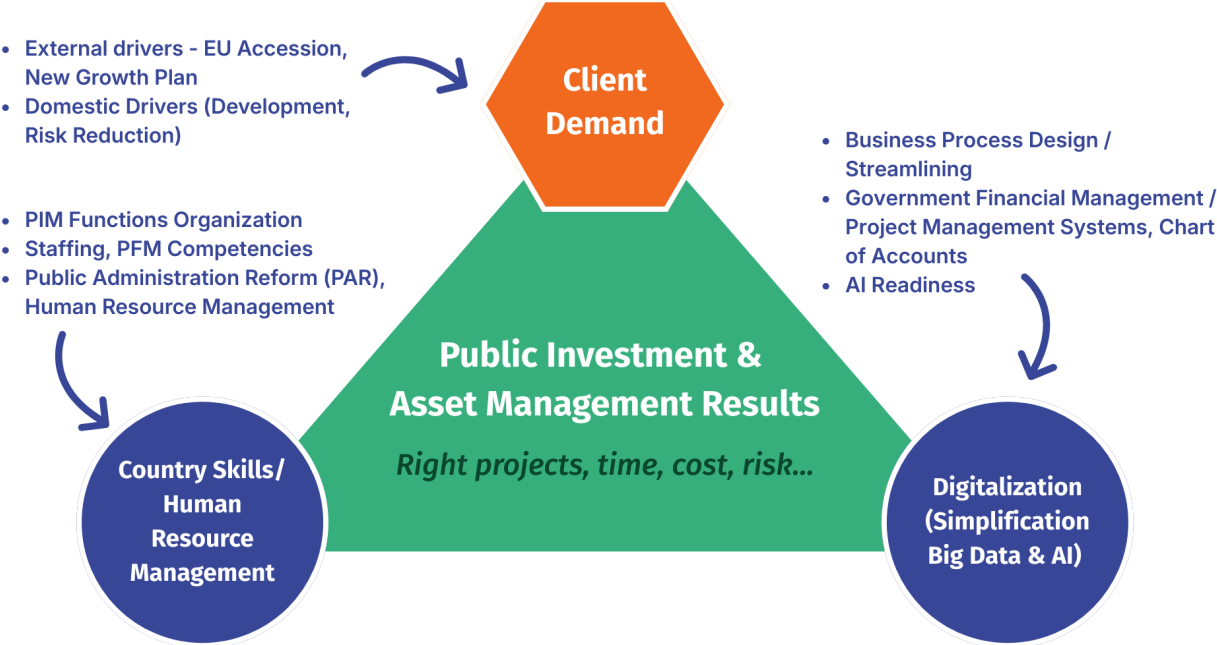 • External drivers - EU Accession,
New Growth Plan
• Domestic Drivers (Development,
Risk Reduction)
Client
Demand
• Business Process Design /
Streamlining
• Government Financial Management /
Project Management Systems, Chart
of Accounts
• AI Readiness
• PIM Functions Organization
• Staffing, PFM Competencies
• Public Administration Reform (PAR),
Human Resource Management
Public Investment &
Asset Management Results
Right projects, time, cost, risk...
Country Skills/
Human
Resource
Management
Digitalization
(Simplification
Big Data & AI)